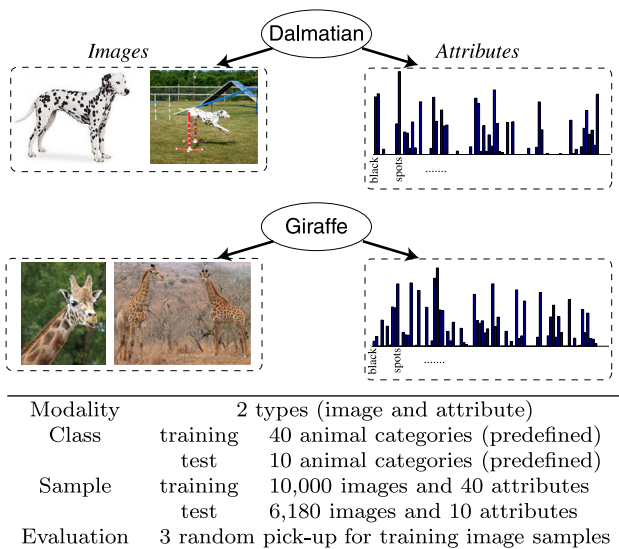 Dalmatian
Images
Attributes
black
spots
.......
Giraffe
black
spots
.......
Modality 2 types (image and attribute)
Class training 40 animal categories (predefined)
test 10 animal categories (predefined)
Sample training 10,000 images and 40 attributes
test 6,180 images and 10 attributes
Evaluation 3 random pick-up for training image samples